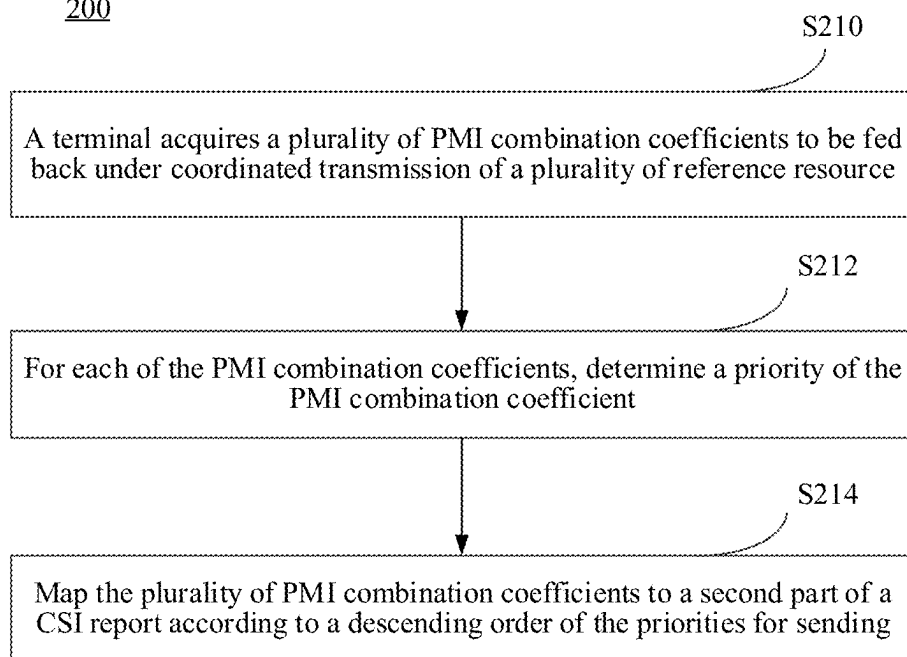 200
S210
A terminal acquires a plurality of PMI combination coefficients to be fed
back under coordinated transmission of a plurality of reference resource
S212
For each of the PMI combination coefficients, determine a priority of the
PMI combination coefficient
S214
Map the plurality of PMI combination coefficients to a second part of a
CSI report according to a descending order of the priorities for sending